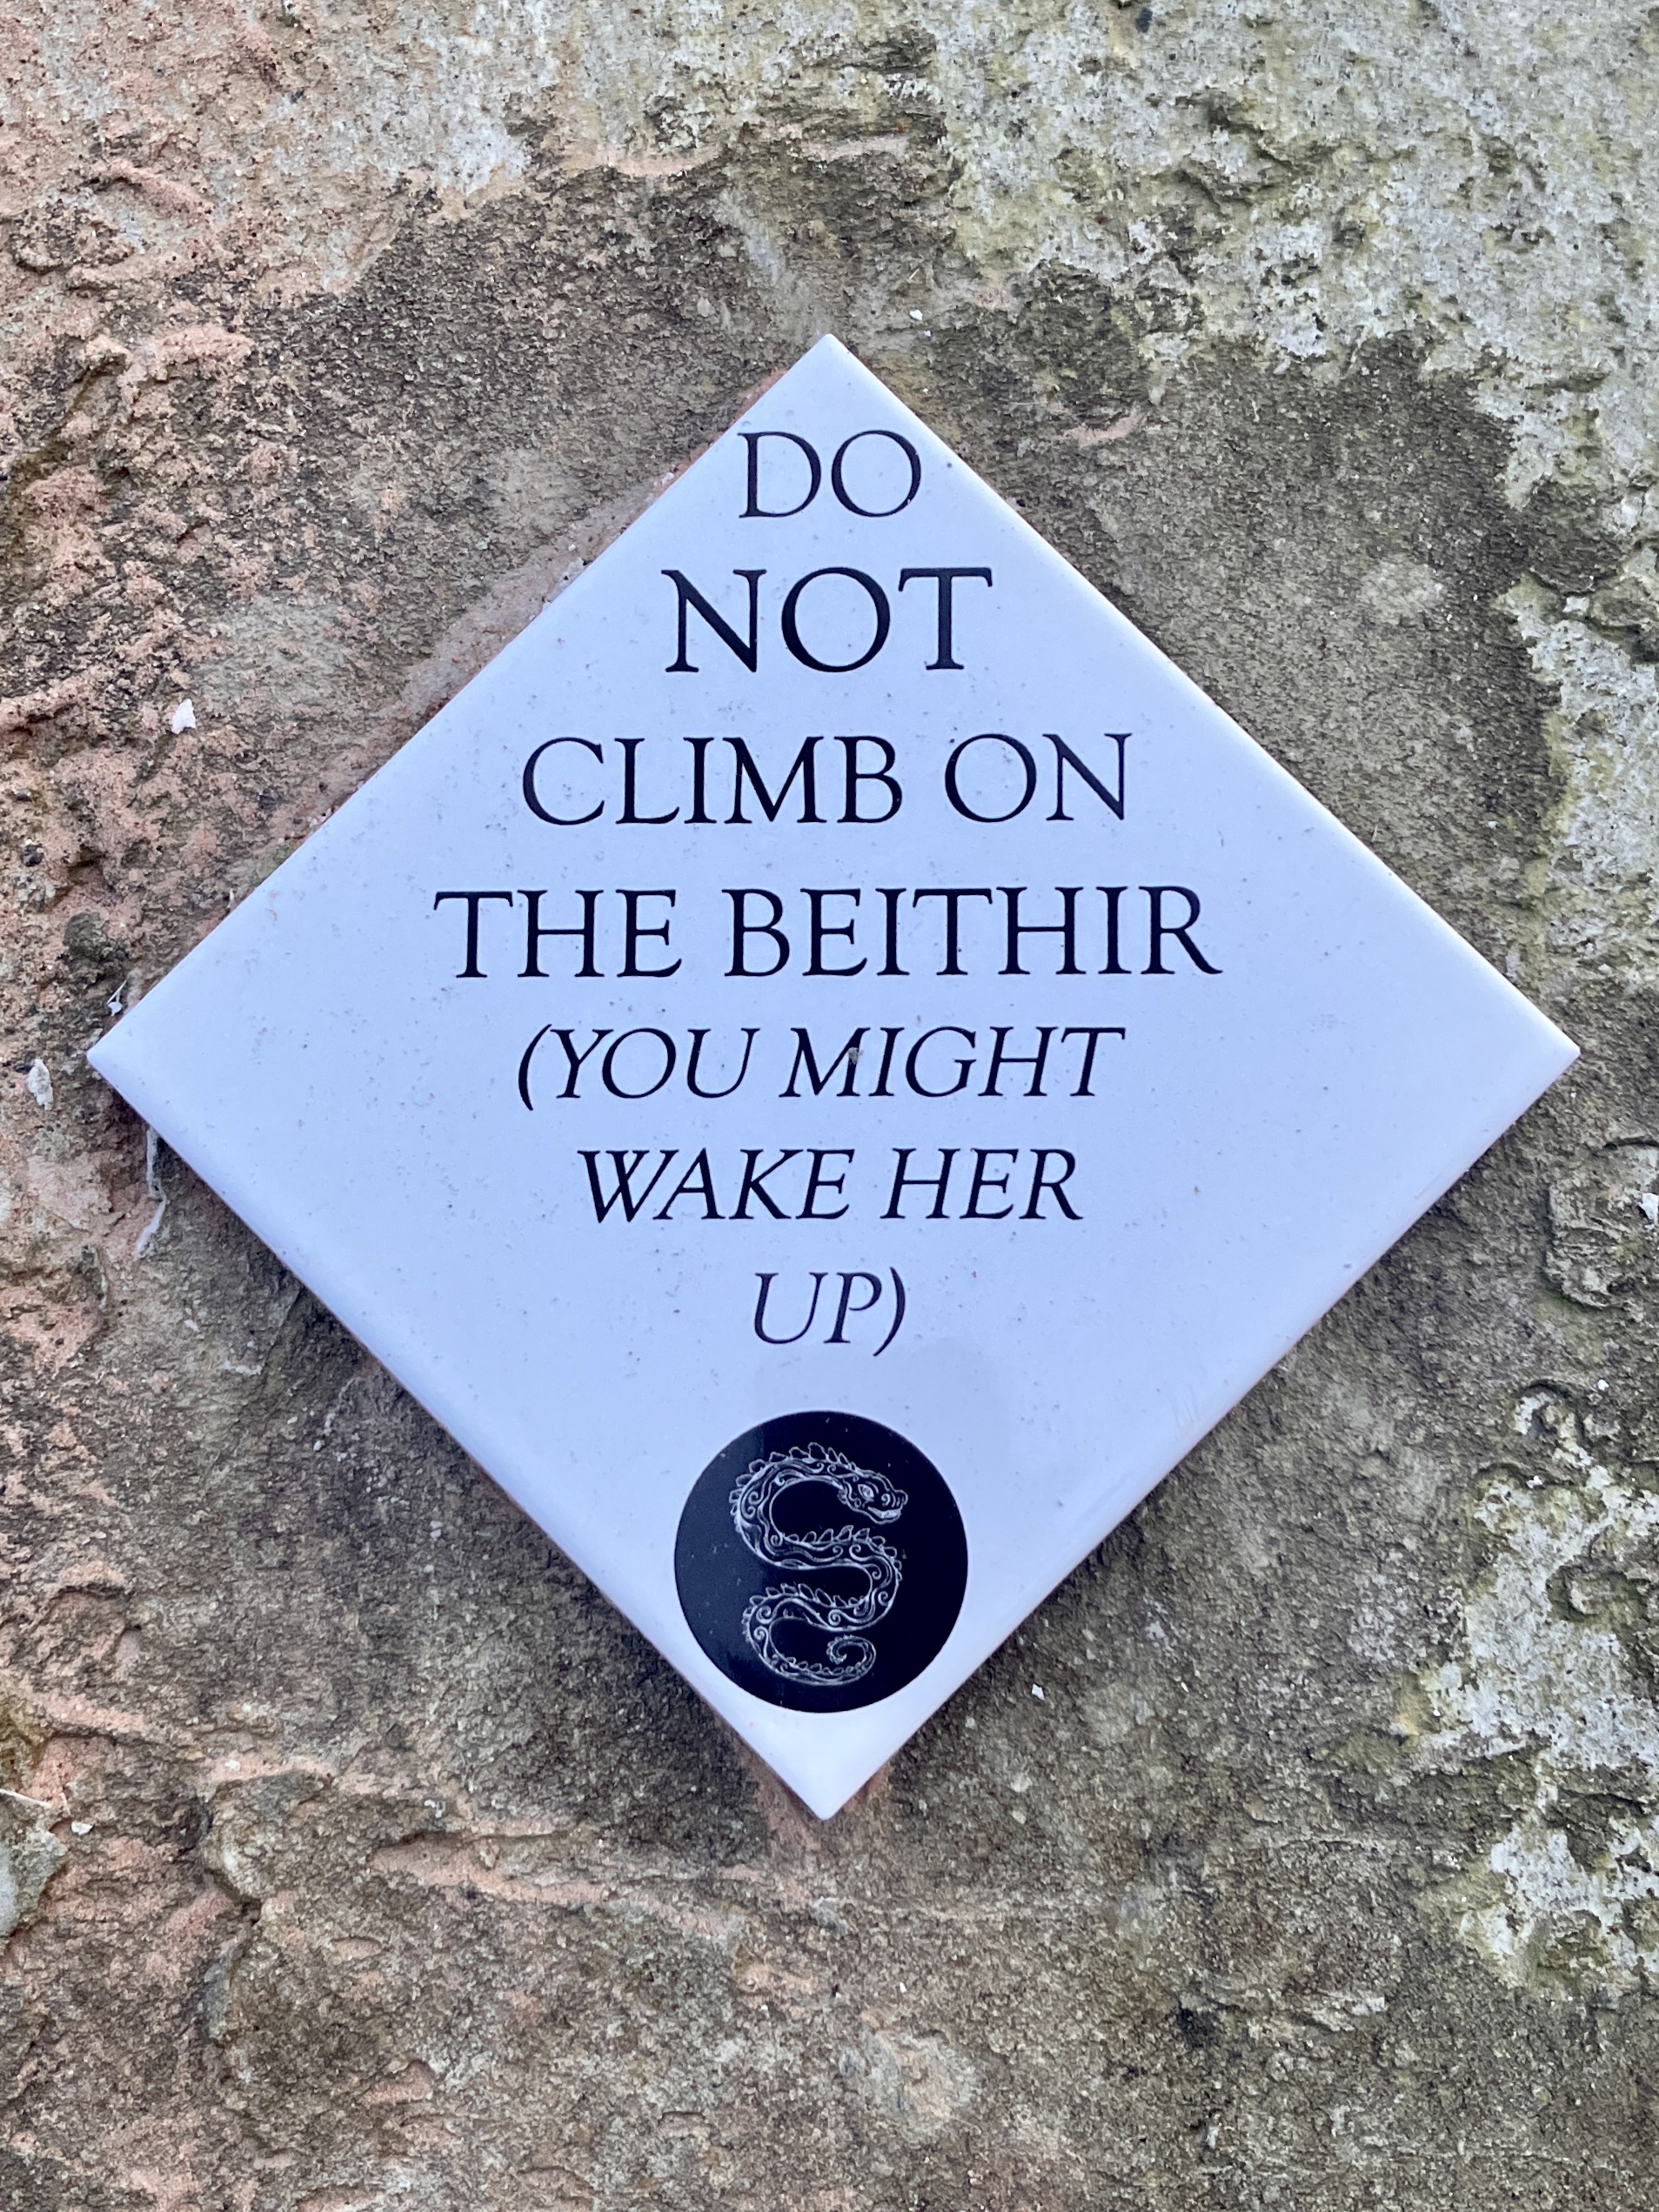 DO
NOT
CLIMB ON
THE BEITHIR
(YOU MIGHT
WAKE HER
UP)